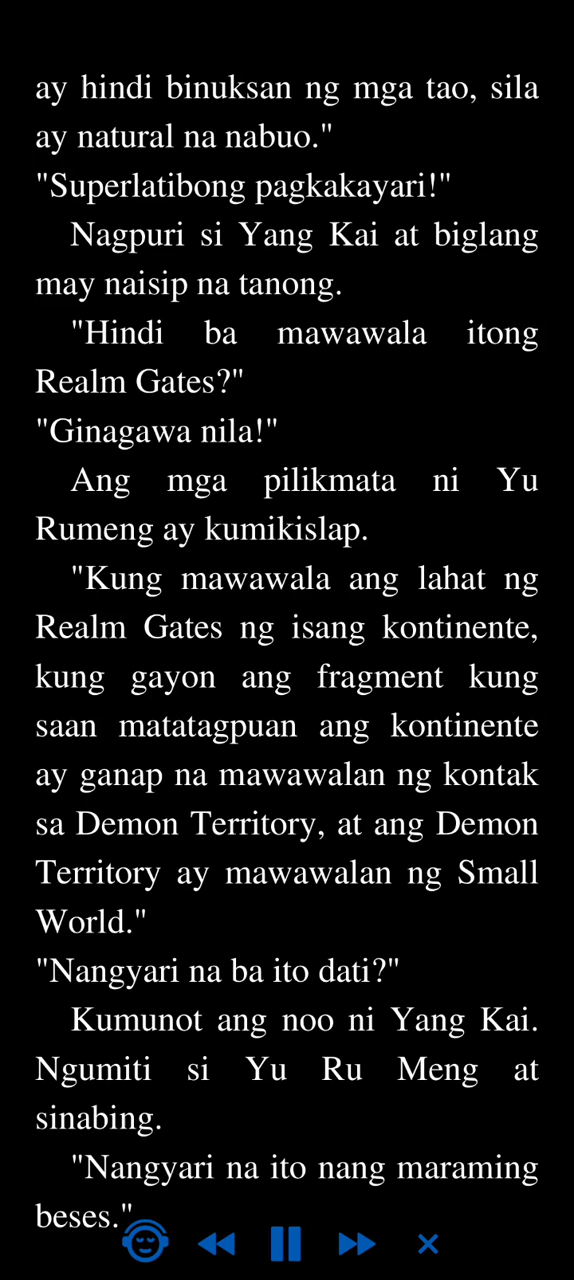 ay hindi binuksan ng mga tao, sila
ay natural na nabuo."
"Superlatibong pagkakayari!"
Nagpuri si Yang Kai at biglang
may naisip na tanong.
"Hindi ba mawawala itong
Realm Gates?"
"Ginagawa nila!"
Ang mga pilikmata ni Yu
Rumeng ay kumikislap.
"Kung mawawala ang lahat ng
Realm Gates ng isang kontinente,
kung gayon ang fragment kung
saan matatagpuan ang kontinente
ay ganap na mawawalan ng kontak
sa Demon Territory, at ang Demon
Territory ay mawawalan ng Small
World."
"Nangyari na ba ito dati?"
Kumunot ang noo ni Yang Kai.
Ngumiti si Yu Ru Meng at
sinabing.
"Nangyari na ito nang maraming
beses."